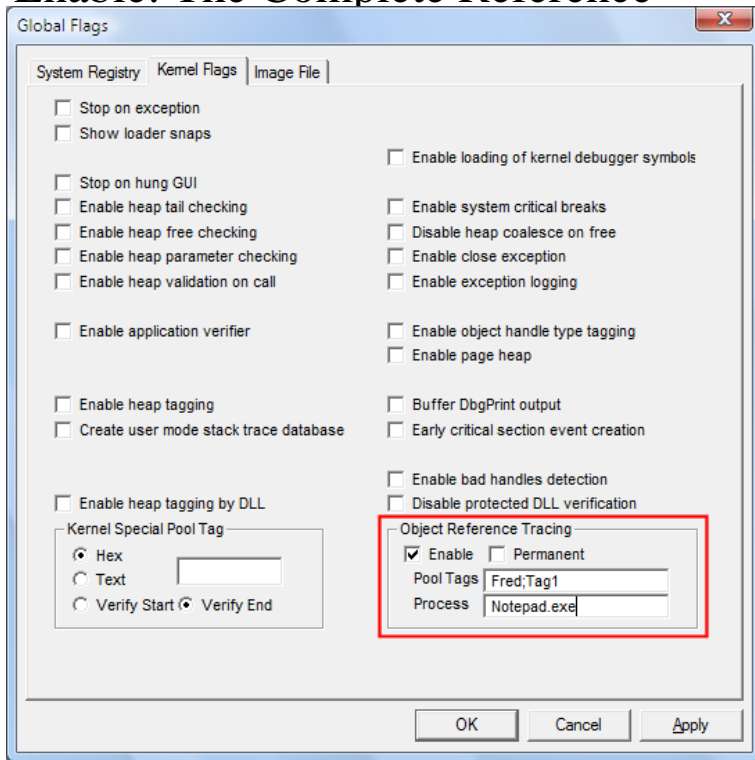 Enable: The Complete Reference
Global Flags
System Registry Kernel Flags Image File
Stop on exception
Show loader snaps
Enable loading of kernel debugger symbols
Stop on hung GUI
Enable heap tail checking
Enable system critical breaks
Enable heap free checking
Disable heap coalesce on free
Enable heap parameter checking
Enable close exception
Enable heap validation on call
Enable exception logging
Enable application verifier
Enable object handle type tagging
Enable page heap
Enable heap tagging
Buffer DbgPrint output
Create user mode stack trace database
Early critical section event creation
Enable bad handles detection
Enable heap tagging by DLL
Disable protected DLL verification
Kernel Special Pool Tag
Hex
Text
Verify Start Verify End
Object Reference Tracing
Enable Permanent
Pool Tags Fred;Tag1
Process Notepad.exe
OK Cancel Apply